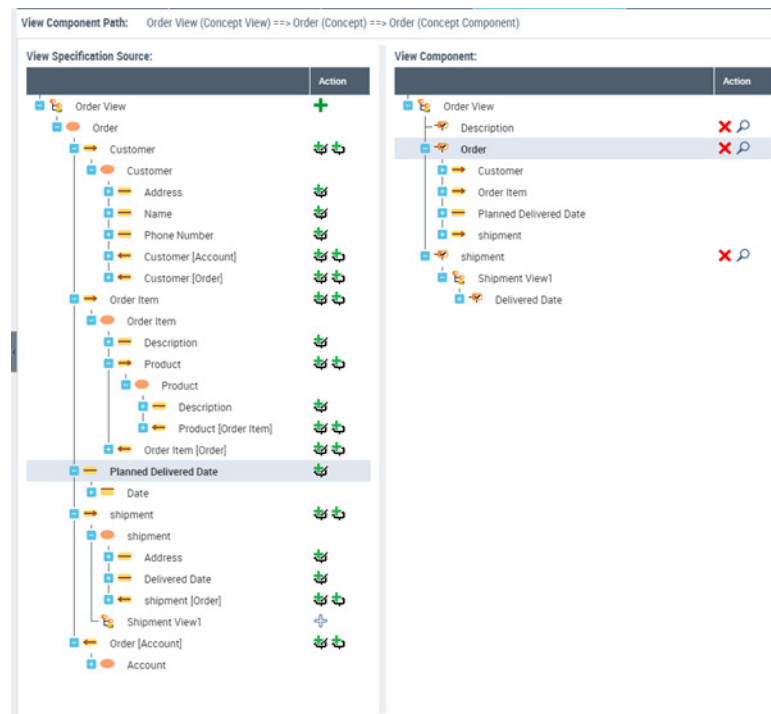 View Component Path: Order View (Concept View) ==> Order (Concept) ==> Order (Concept Component)
View Specification Source:
Action
Order View
Order
Customer
Customer
Address
Name
Phone Number
Customer [Account]
Customer [Order]
Order Item
Order Item
Description
Product
Product
Description
Product [Order Item]
Order Item [Order]
Planned Delivered Date
Date
shipment
shipment
Address
Delivered Date
shipment [Order]
Shipment View1
Order [Account]
Account
View Component:
Action
Order View
Description
Order
Customer
Order Item
Planned Delivered Date
shipment
shipment
Shipment View1
Delivered Date